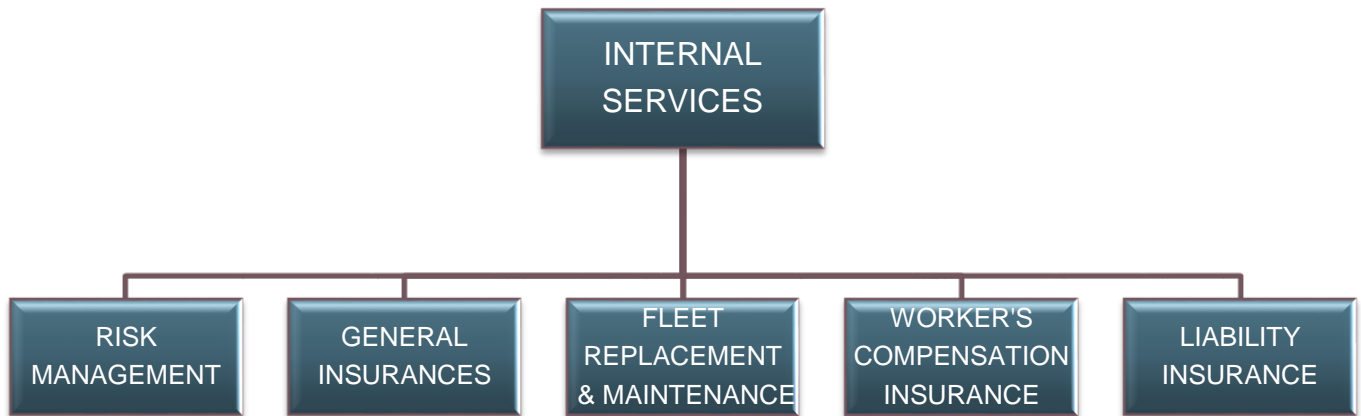 INTERNAL
SERVICES
RISK
MANAGEMENT
GENERAL
INSURANCES
FLEET
REPLACEMENT
& MAINTENANCE
WORKER'S
COMPENSATION
INSURANCE
LIABILITY
INSURANCE